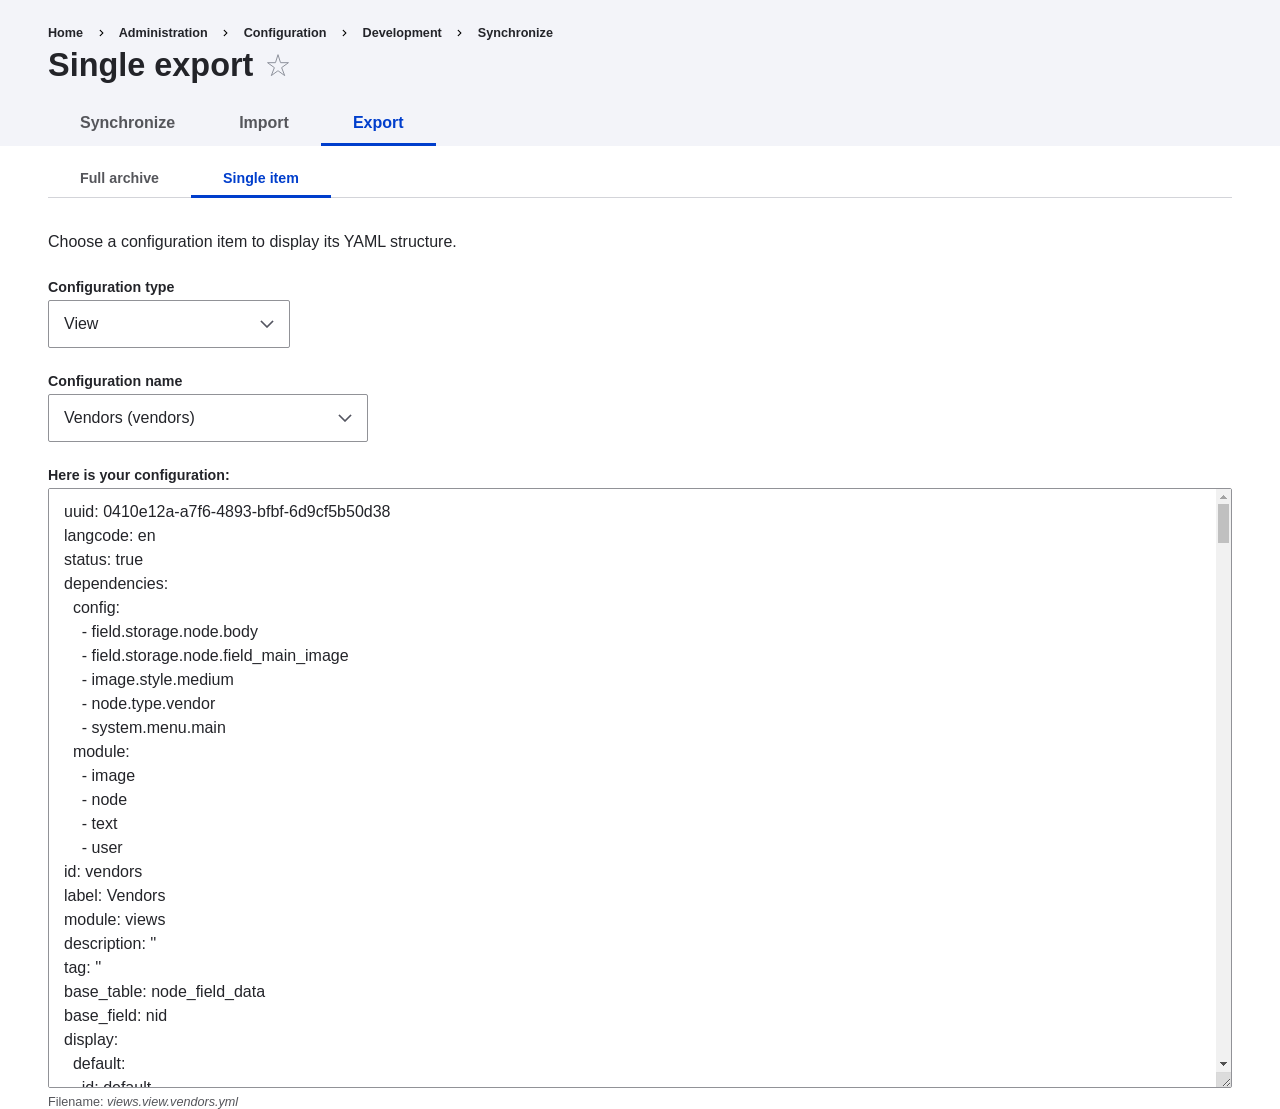 Home > Administration > Configuration > Development > Synchronize
Single export ☆
Synchronize Import Export
Full archive Single item
Choose a configuration item to display its YAML structure.
Configuration type
View
Configuration name
Vendors (vendors)
Here is your configuration:
uuid: 0410e12a-a7f6-4893-bfbf-6d9cf5b50d38
langcode: en
status: true
dependencies:
  config:
    - field.storage.node.body
    - field.storage.node.field_main_image
    - image.style.medium
    - node.type.vendor
    - system.menu.main
  module:
    - image
    - node
    - text
    - user
id: vendors
label: Vendors
module: views
description: ''
tag: ''
base_table: node_field_data
base_field: nid
display:
  default:
    id: default
Filename: views.view.vendors.yml